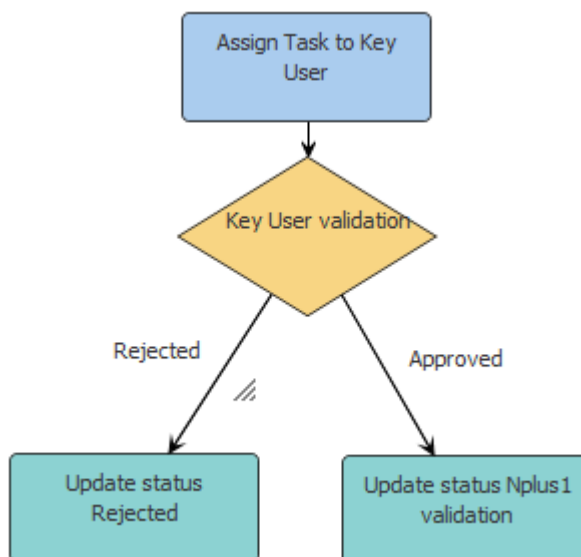 Assign Task to Key
User
Key User validation
Rejected
Approved
Update status
Rejected
Update status Nplus1
validation